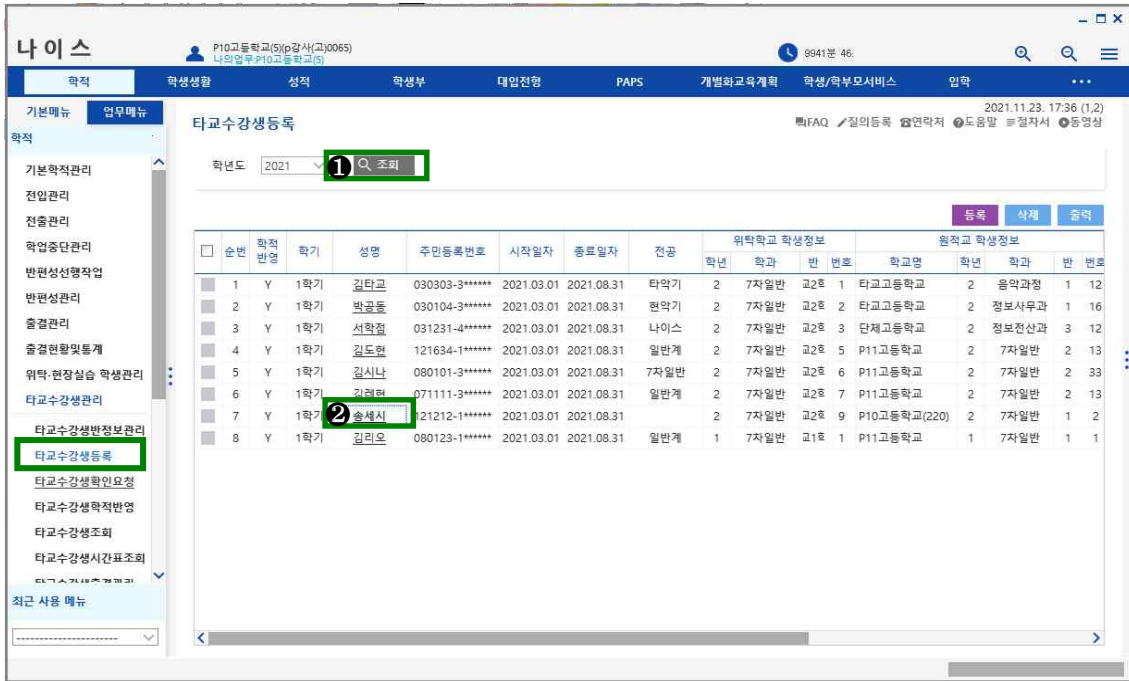 나이스
P10고등학교(5)(p강사(고)0065)
나의업무:P10고등학교(5)
9941분 46
학적 학생생활 성적 학생부 대입전형 PAPS 개별화교육계획 학생/학부모서비스 입학 •••
기본메뉴 업무메뉴
2021.11.23. 17:36 (1,2)
타교수강생등록
FAQ 질의등록 연락처 도움말 절차서 동영상
학적
학년도 2021 ❶ 조회
기본학적관리
전입관리
전출관리
학업중단관리
반편성선행작업
반편성관리
출결관리
출결현황및통계
위탁·현장실습 학생관리
타교수강생관리
타교수강생반정보관리
타교수강생등록
타교수강생확인요청
타교수강생학적반영
타교수강생조회
타교수강생시간표조회
최근 사용 메뉴
----------------------
등록 삭제 출력
순번 학적반영 학기 성명 주민등록번호 시작일자 종료일자 전공 위탁학교 학생정보 원적교 학생정보
학년 학과 반 번호 학교명 학년 학과 반 번호
1 Y 1학기 김타교 030303-3****** 2021.03.01 2021.08.31 타악기 2 7차일반 교2호 1 타교고등학교 2 음악과정 1 12
2 Y 1학기 박공동 030104-3****** 2021.03.01 2021.08.31 현악기 2 7차일반 교2호 2 타교고등학교 2 정보사무과 1 16
3 Y 1학기 서학점 031231-4****** 2021.03.01 2021.08.31 나이스 2 7차일반 교2호 3 단체고등학교 2 정보전산과 3 12
4 Y 1학기 김도현 121634-1****** 2021.03.01 2021.08.31 일반계 2 7차일반 교2호 5 P11고등학교 2 7차일반 2 13
5 Y 1학기 김시나 080101-3****** 2021.03.01 2021.08.31 7차일반 2 7차일반 교2호 6 P11고등학교 2 7차일반 2 33
6 Y 1학기 김레현 071111-3****** 2021.03.01 2021.08.31 일반계 2 7차일반 교2호 7 P11고등학교 2 7차일반 2 13
7 Y 1학기 ❷ 송세시 121212-1****** 2021.03.01 2021.08.31 2 7차일반 교2호 9 P10고등학교(220) 2 7차일반 1 2
8 Y 1학기 김리오 080123-1****** 2021.03.01 2021.08.31 일반계 1 7차일반 교1호 1 P11고등학교 1 7차일반 1 1